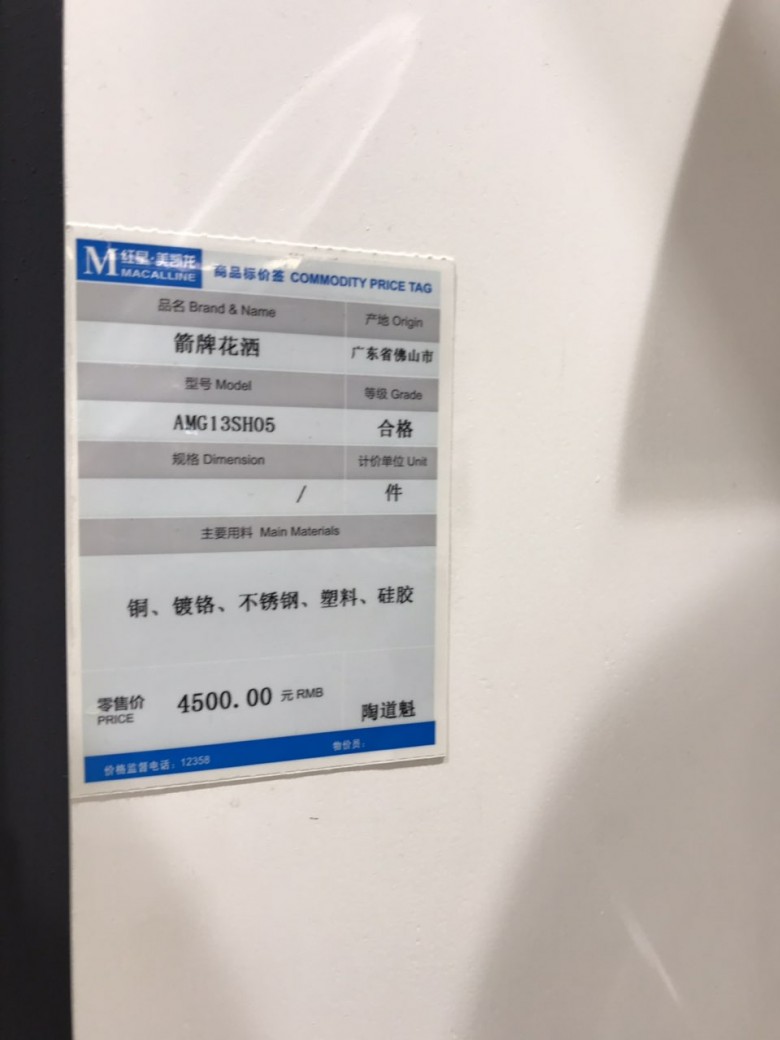 M 红星·美凯龙
MACALLINE
商品标价签 COMMODITY PRICE TAG
品名 Brand & Name
产地 Origin
箭牌花洒
广东省佛山市
型号 Model
等级 Grade
AMG13SH05
合格
规格 Dimension
计价单位 Unit
/
件
主要用料 Main Materials
铜、镀铬、不锈钢、塑料、硅胶
零售价
PRICE
4500.00 元 RMB
陶道魁
价格监督电话：12358
物价员：